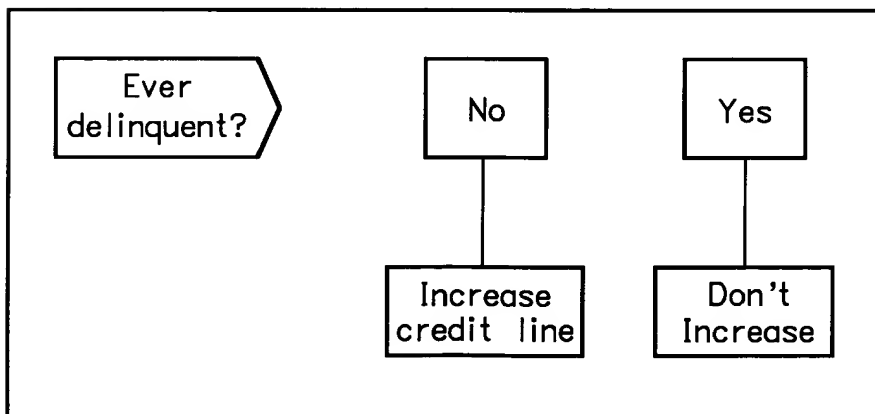 Ever
delinquent?
No
Yes
Increase
credit line
Don't
Increase